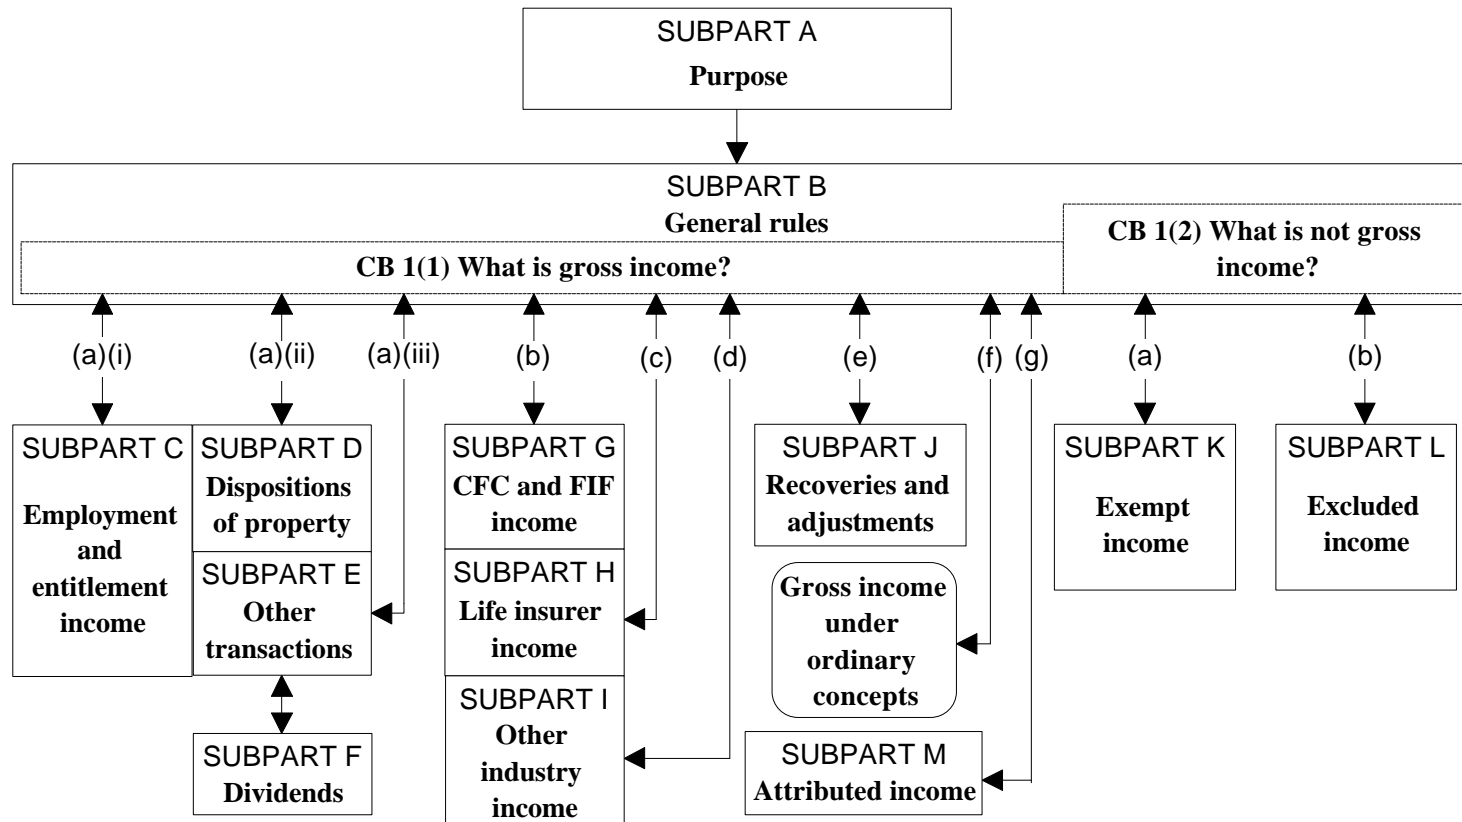 SUBPART A
Purpose
SUBPART B
General rules
CB 1(1) What is gross income?
CB 1(2) What is not gross
income?
(a)(i)
(a)(ii)
(a)(iii)
(b)
(c)
(d)
(e)
(f)
(g)
(a)
(b)
SUBPART C
Employment
and
entitlement
income
SUBPART D
Dispositions
of property
SUBPART E
Other
transactions
SUBPART F
Dividends
SUBPART G
CFC and FIF
income
SUBPART H
Life insurer
income
SUBPART I
Other
industry
income
SUBPART J
Recoveries and
adjustments
Gross income
under
ordinary
concepts
SUBPART M
Attributed income
SUBPART K
Exempt
income
SUBPART L
Excluded
income